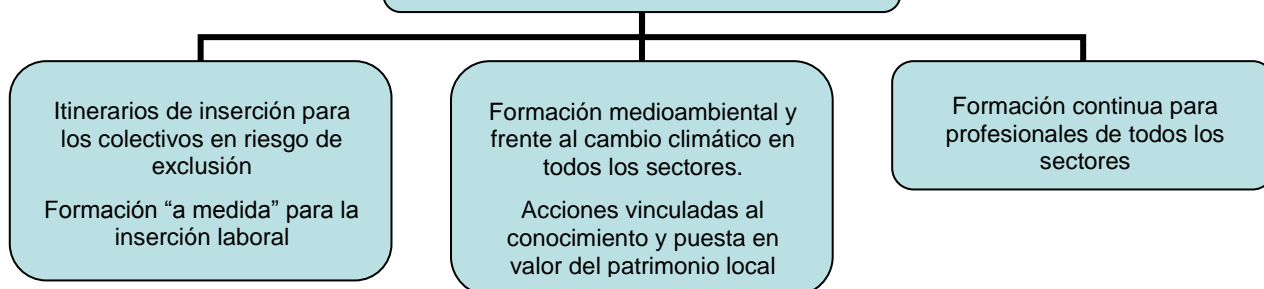 Itinerarios de inserción para
los colectivos en riesgo de
exclusión
Formación “a medida” para la
inserción laboral
Formación medioambiental y
frente al cambio climático en
todos los sectores.
Acciones vinculadas al
conocimiento y puesta en
valor del patrimonio local
Formación continua para
profesionales de todos los
sectores